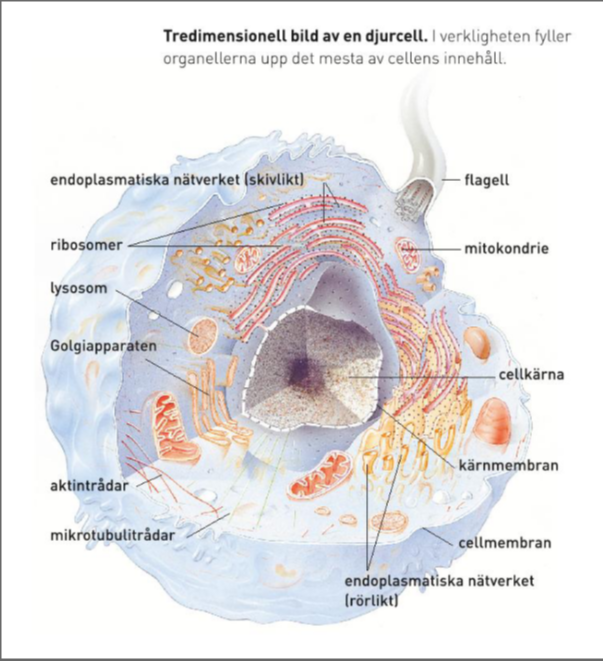 Tredimensionell bild av en djurcell. I verkligheten fyller
organellerna upp det mesta av cellens innehåll.
endoplasmatiska nätverket (skivlikt)
flagell
ribosomer
mitokondrie
lysosom
Golgiapparaten
cellkärna
kärnmembran
aktintrådar
mikrotubulitrådar
cellmembran
endoplasmatiska nätverket
(rörlikt)